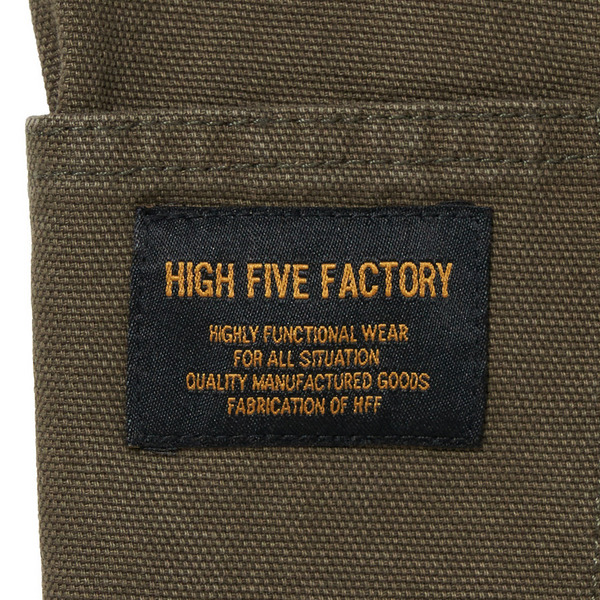 HIGH FIVE FACTORY
HIGHLY FUNCTIONAL WEAR
FOR ALL SITUATION
QUALITY MANUFACTURED GOODS
FABRICATION OF HFF